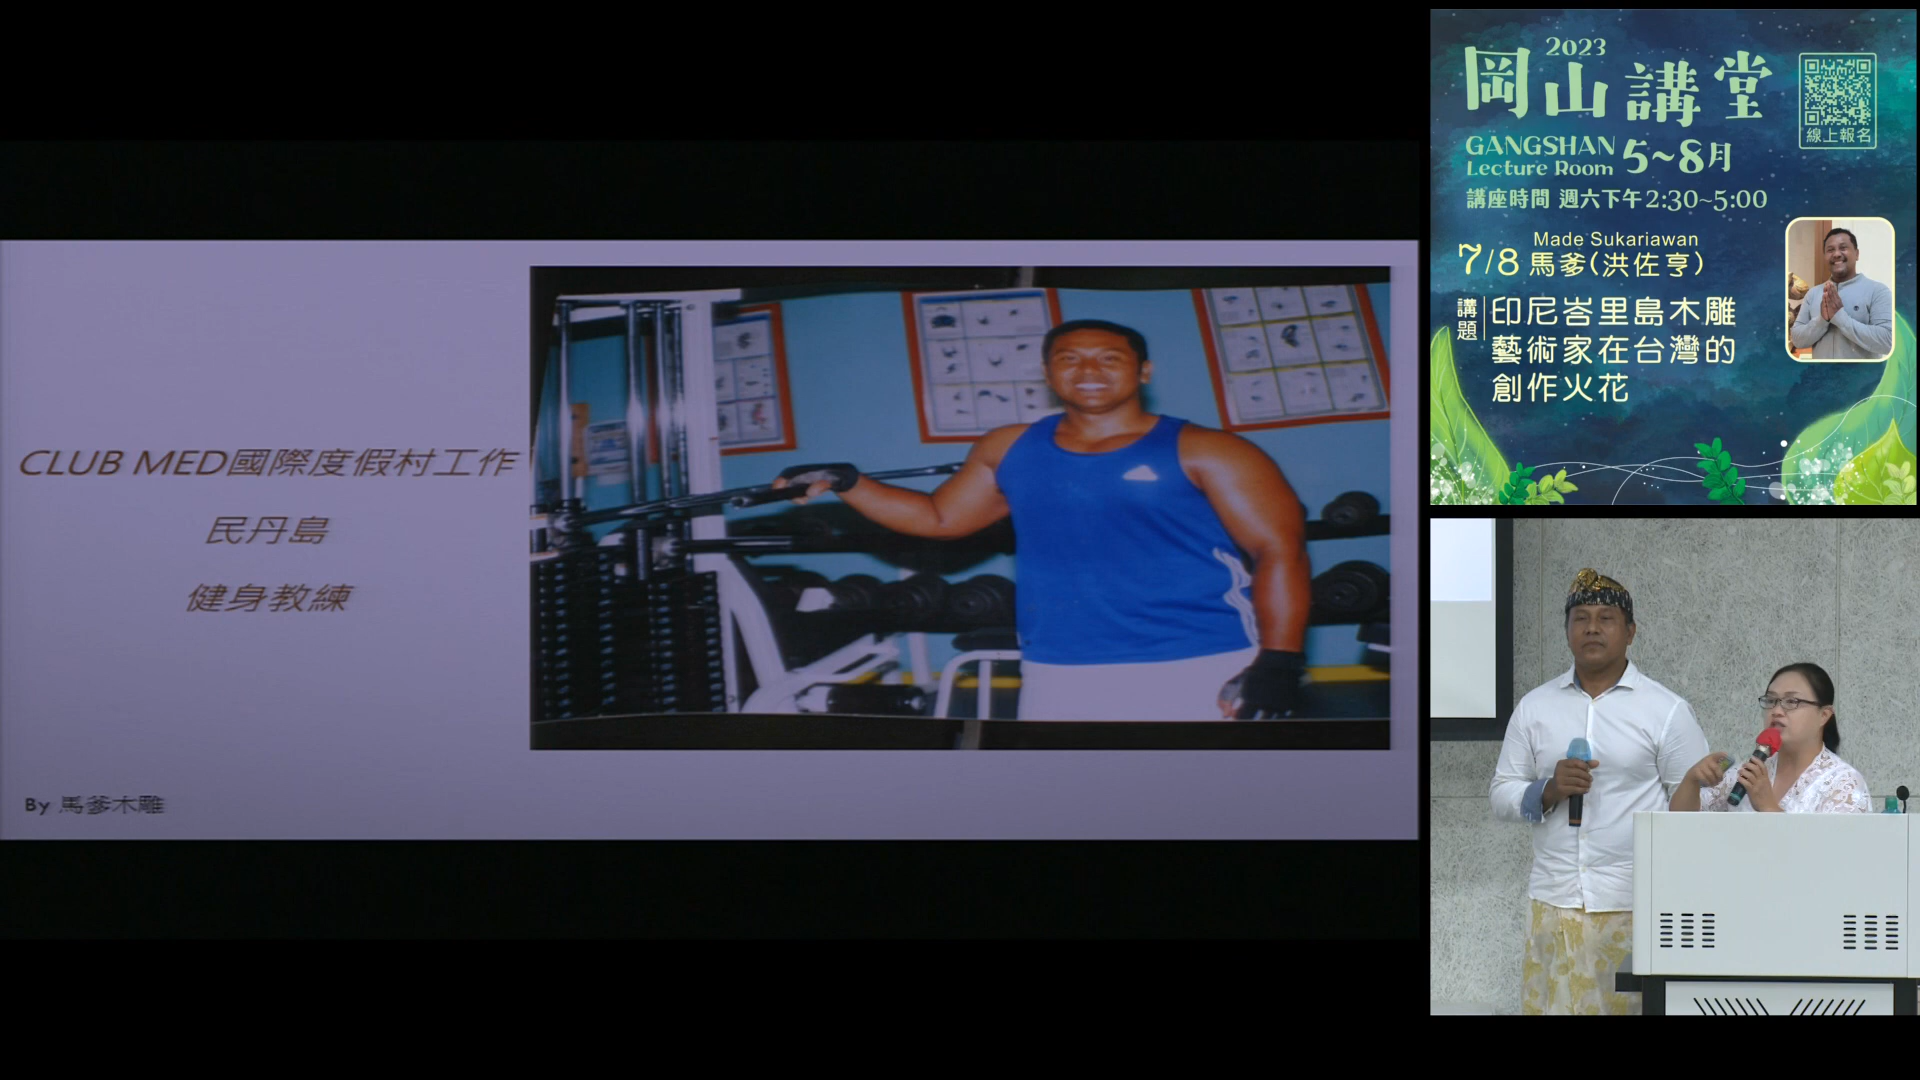 CLUB MED國際度假村工作
民丹島
健身教練
By 馬爹木雕
2023
岡山講堂
線上報名
GANGSHAN
Lecture Room
5~8月
講座時間 週六下午2:30~5:00
Made Sukariawan
7/8 馬爹(洪佐亨)
講題
印尼峇里島木雕
藝術家在台灣的
創作火花